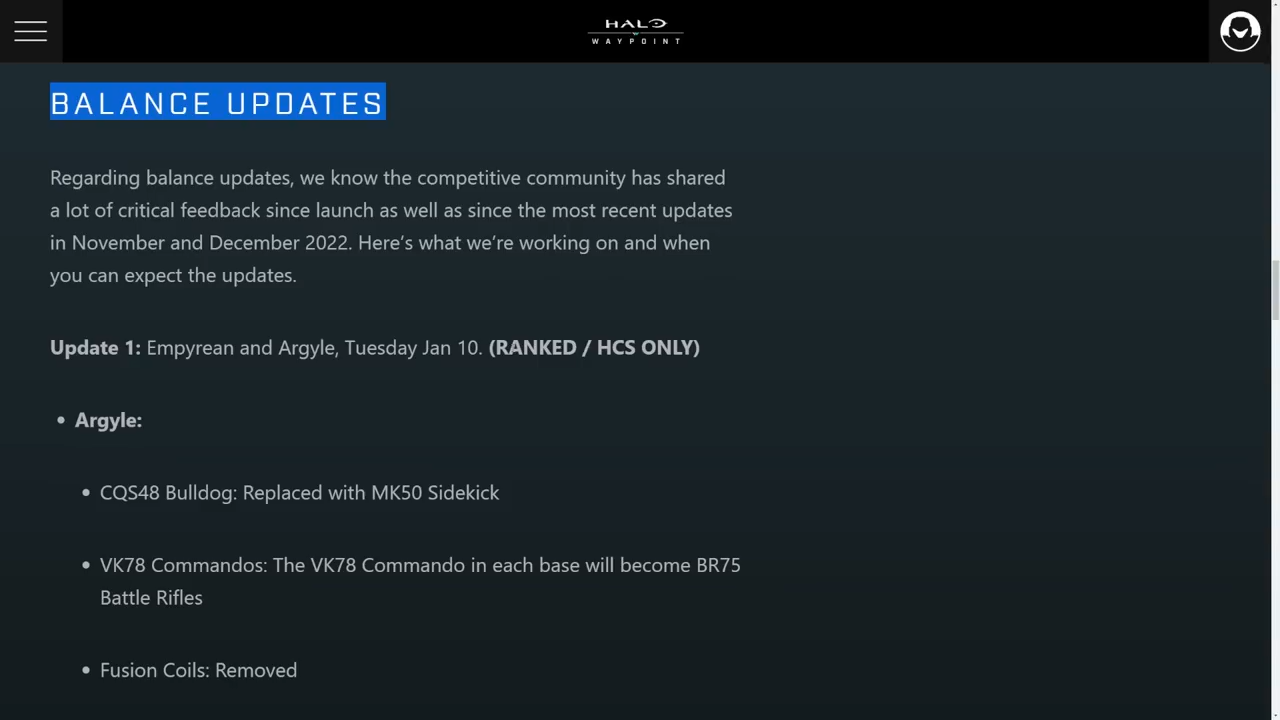 HALO
WAYPOINT
BALANCE UPDATES
Regarding balance updates, we know the competitive community has shared
a lot of critical feedback since launch as well as since the most recent updates
in November and December 2022. Here’s what we’re working on and when
you can expect the updates.
Update 1: Empyrean and Argyle, Tuesday Jan 10. (RANKED / HCS ONLY)
• Argyle:
• CQS48 Bulldog: Replaced with MK50 Sidekick
• VK78 Commandos: The VK78 Commando in each base will become BR75
Battle Rifles
• Fusion Coils: Removed